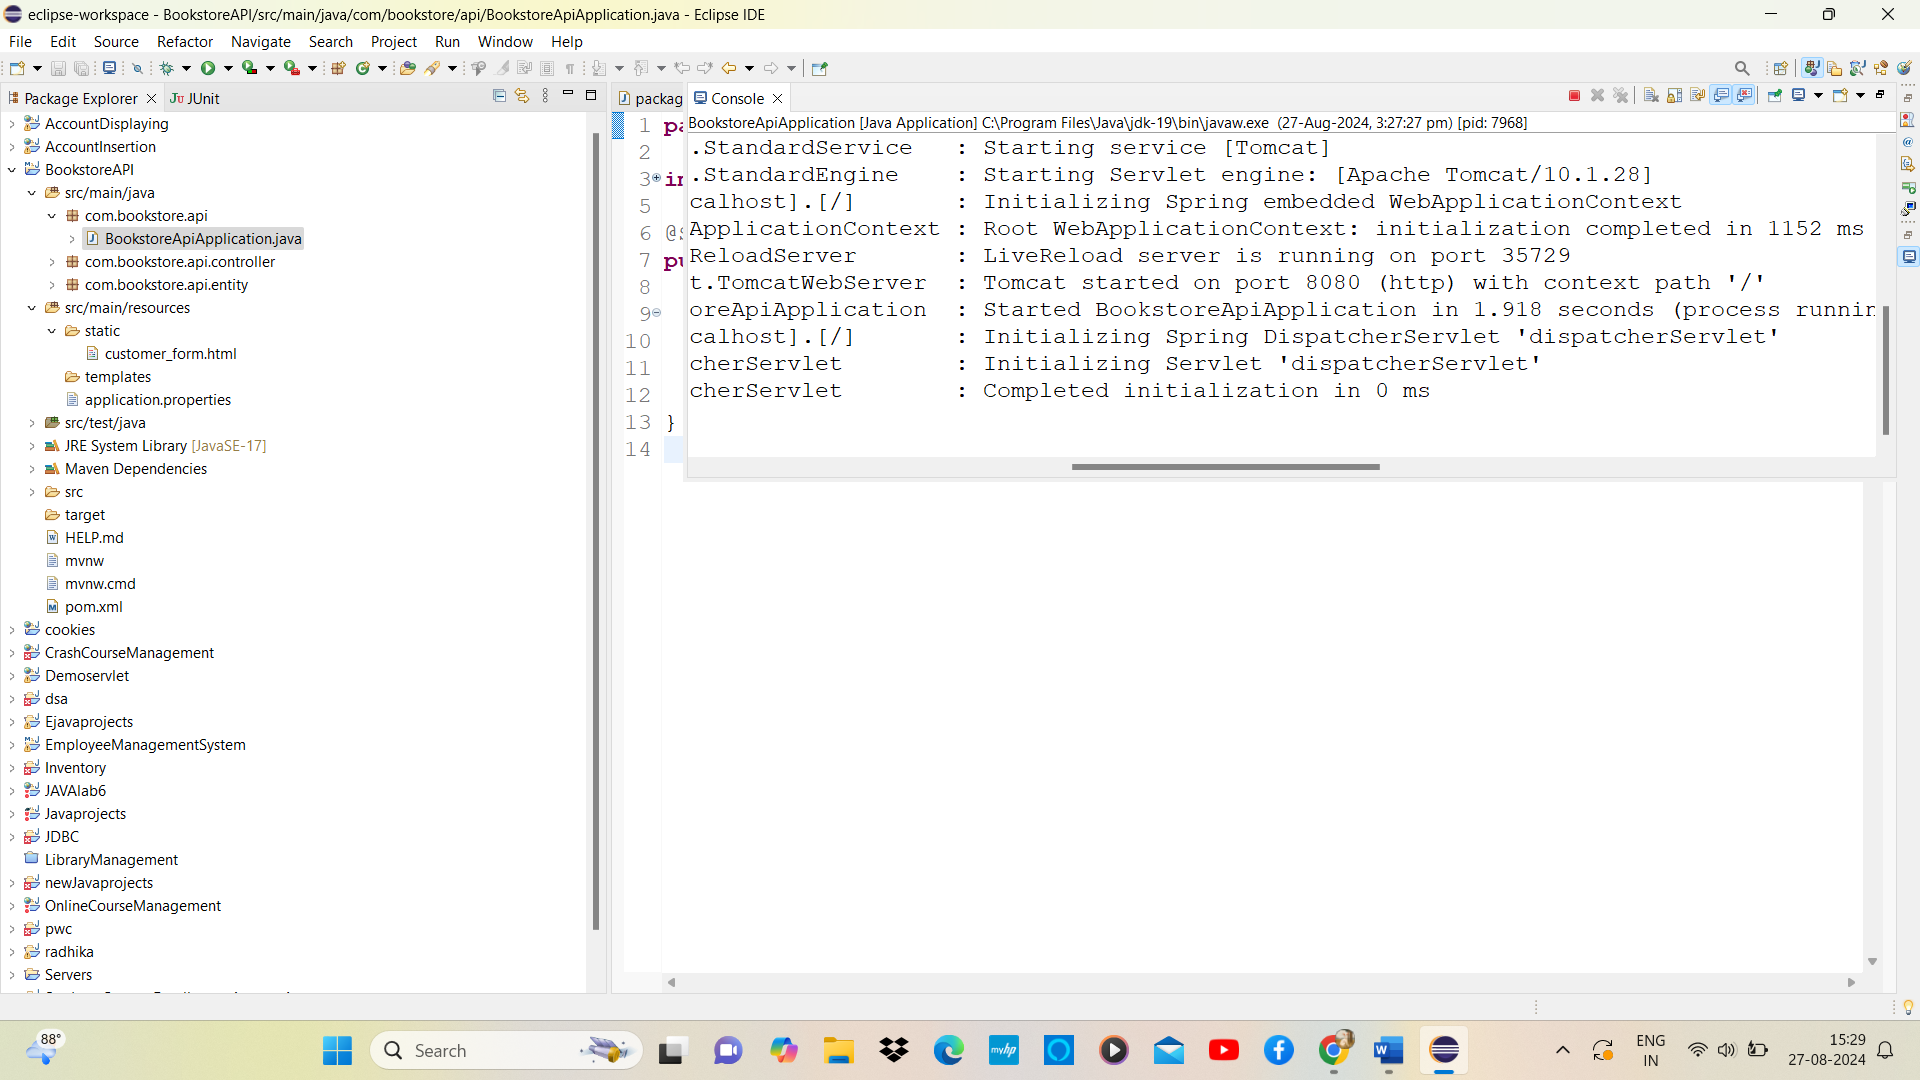 eclipse-workspace - BookstoreAPI/src/main/java/com/bookstore/api/BookstoreApiApplication.java - Eclipse IDE
File Edit Source Refactor Navigate Search Project Run Window Help
Package Explorer JUnit
AccountDisplaying
AccountInsertion
BookstoreAPI
src/main/java
com.bookstore.api
BookstoreApiApplication.java
com.bookstore.api.controller
com.bookstore.api.entity
src/main/resources
static
customer_form.html
templates
application.properties
src/test/java
JRE System Library [JavaSE-17]
Maven Dependencies
src
target
HELP.md
mvnw
mvnw.cmd
pom.xml
cookies
CrashCourseManagement
Demoservlet
dsa
Ejavaprojects
EmployeeManagementSystem
Inventory
JAVAlab6
Javaprojects
JDBC
LibraryManagement
newJavaprojects
OnlineCourseManagement
pwc
radhika
Servers
packag Console
1 pa
2
3 in
5
6 @S
7 pu
8
9
10
11
12
13 }
14
BookstoreApiApplication [Java Application] C:\Program Files\Java\jdk-19\bin\javaw.exe (27-Aug-2024, 3:27:27 pm) [pid: 7968]
.StandardService : Starting service [Tomcat]
.StandardEngine : Starting Servlet engine: [Apache Tomcat/10.1.28]
calhost].[/] : Initializing Spring embedded WebApplicationContext
ApplicationContext : Root WebApplicationContext: initialization completed in 1152 ms
ReloadServer : LiveReload server is running on port 35729
t.TomcatWebServer : Tomcat started on port 8080 (http) with context path '/'
oreApiApplication : Started BookstoreApiApplication in 1.918 seconds (process runnin
calhost].[/] : Initializing Spring DispatcherServlet 'dispatcherServlet'
cherServlet : Initializing Servlet 'dispatcherServlet'
cherServlet : Completed initialization in 0 ms
88°
Search
myhp
ENG
IN
15:29
27-08-2024